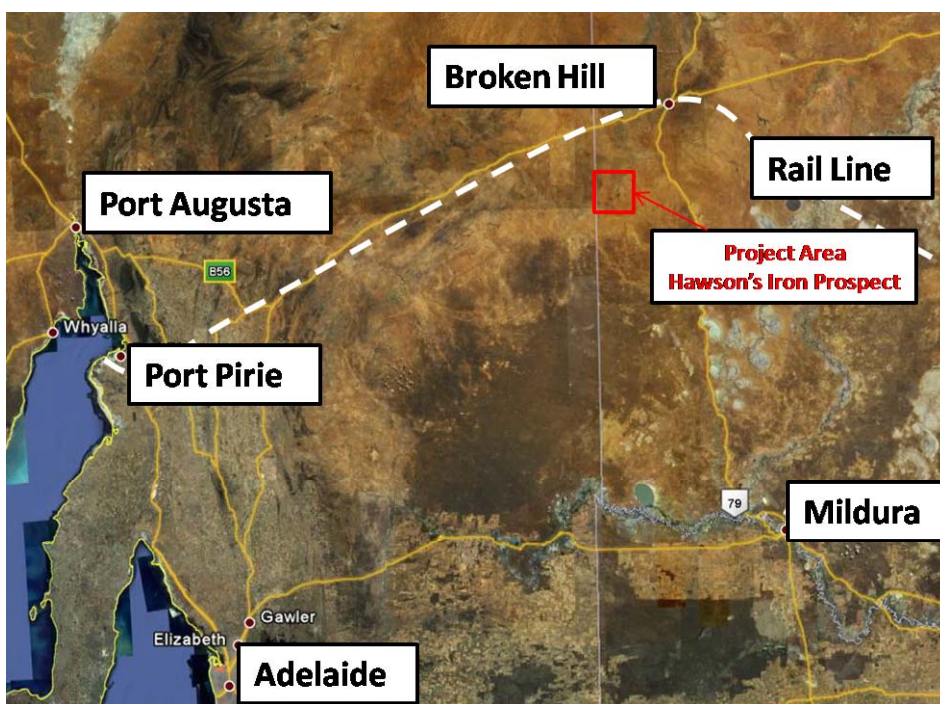 Broken Hill
Rail Line
Port Augusta
Project Area
Hawson's Iron Prospect
B56
Whyalla
Port Pirie
79
Mildura
Gawler
Elizabeth
Adelaide